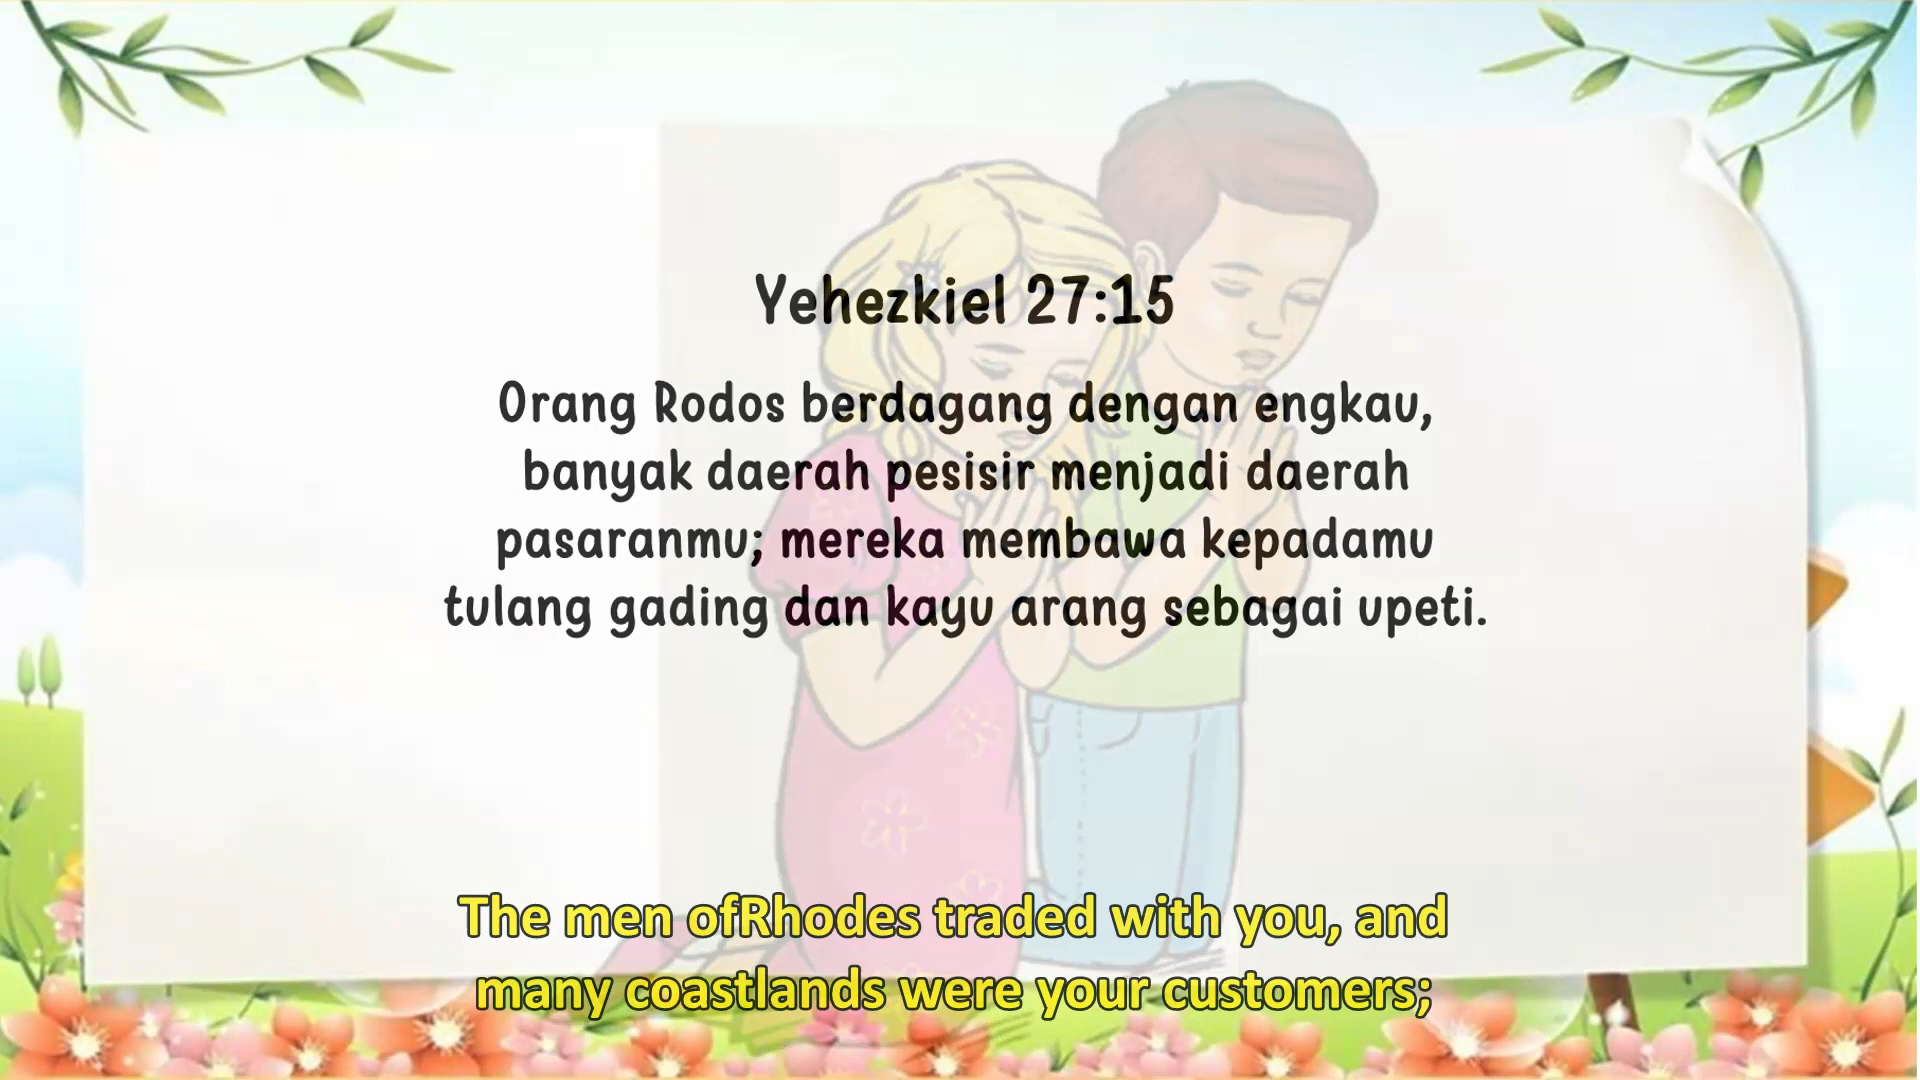 Yehezkiel 27:15
Orang Rodos berdagang dengan engkau,
banyak daerah pesisir menjadi daerah
pasaranmu; mereka membawa kepadamu
tulang gading dan kayu arang sebagai upeti.
The men ofRhodes traded with you, and
many coastlands were your customers;